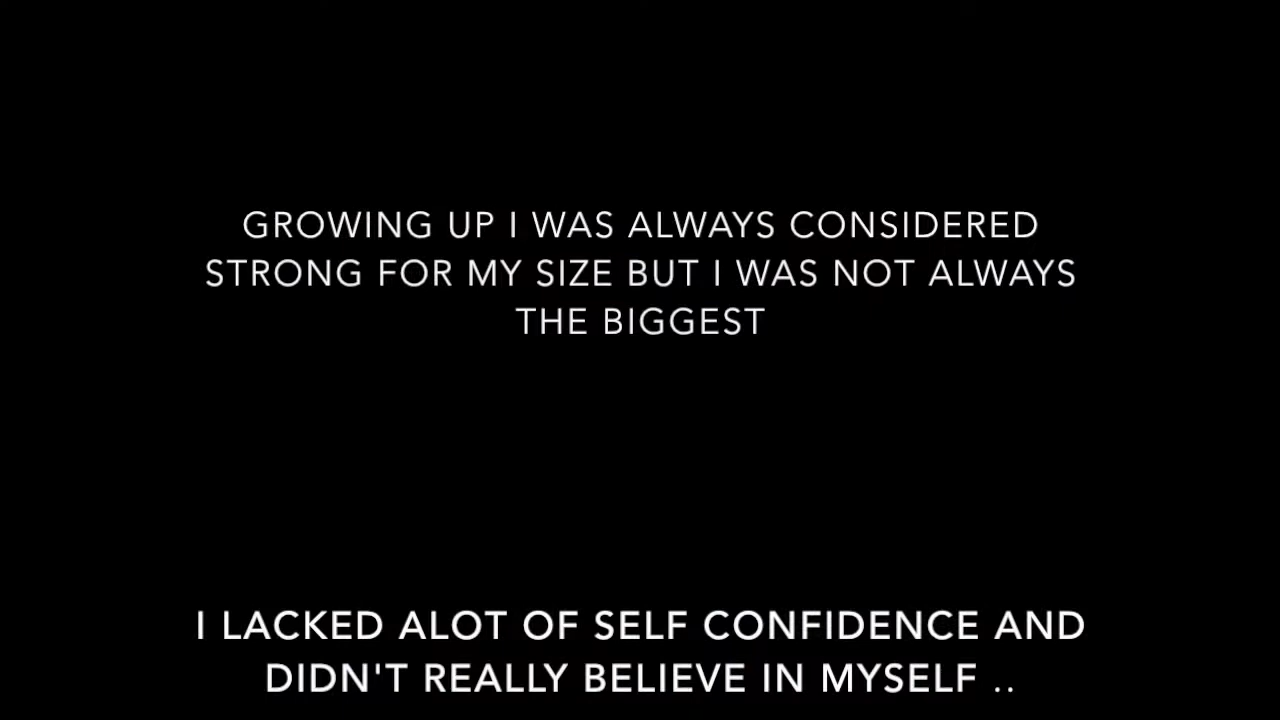 GROWING UP I WAS ALWAYS CONSIDERED
STRONG FOR MY SIZE BUT I WAS NOT ALWAYS
THE BIGGEST
I LACKED ALOT OF SELF CONFIDENCE AND
DIDN'T REALLY BELIEVE IN MYSELF ..